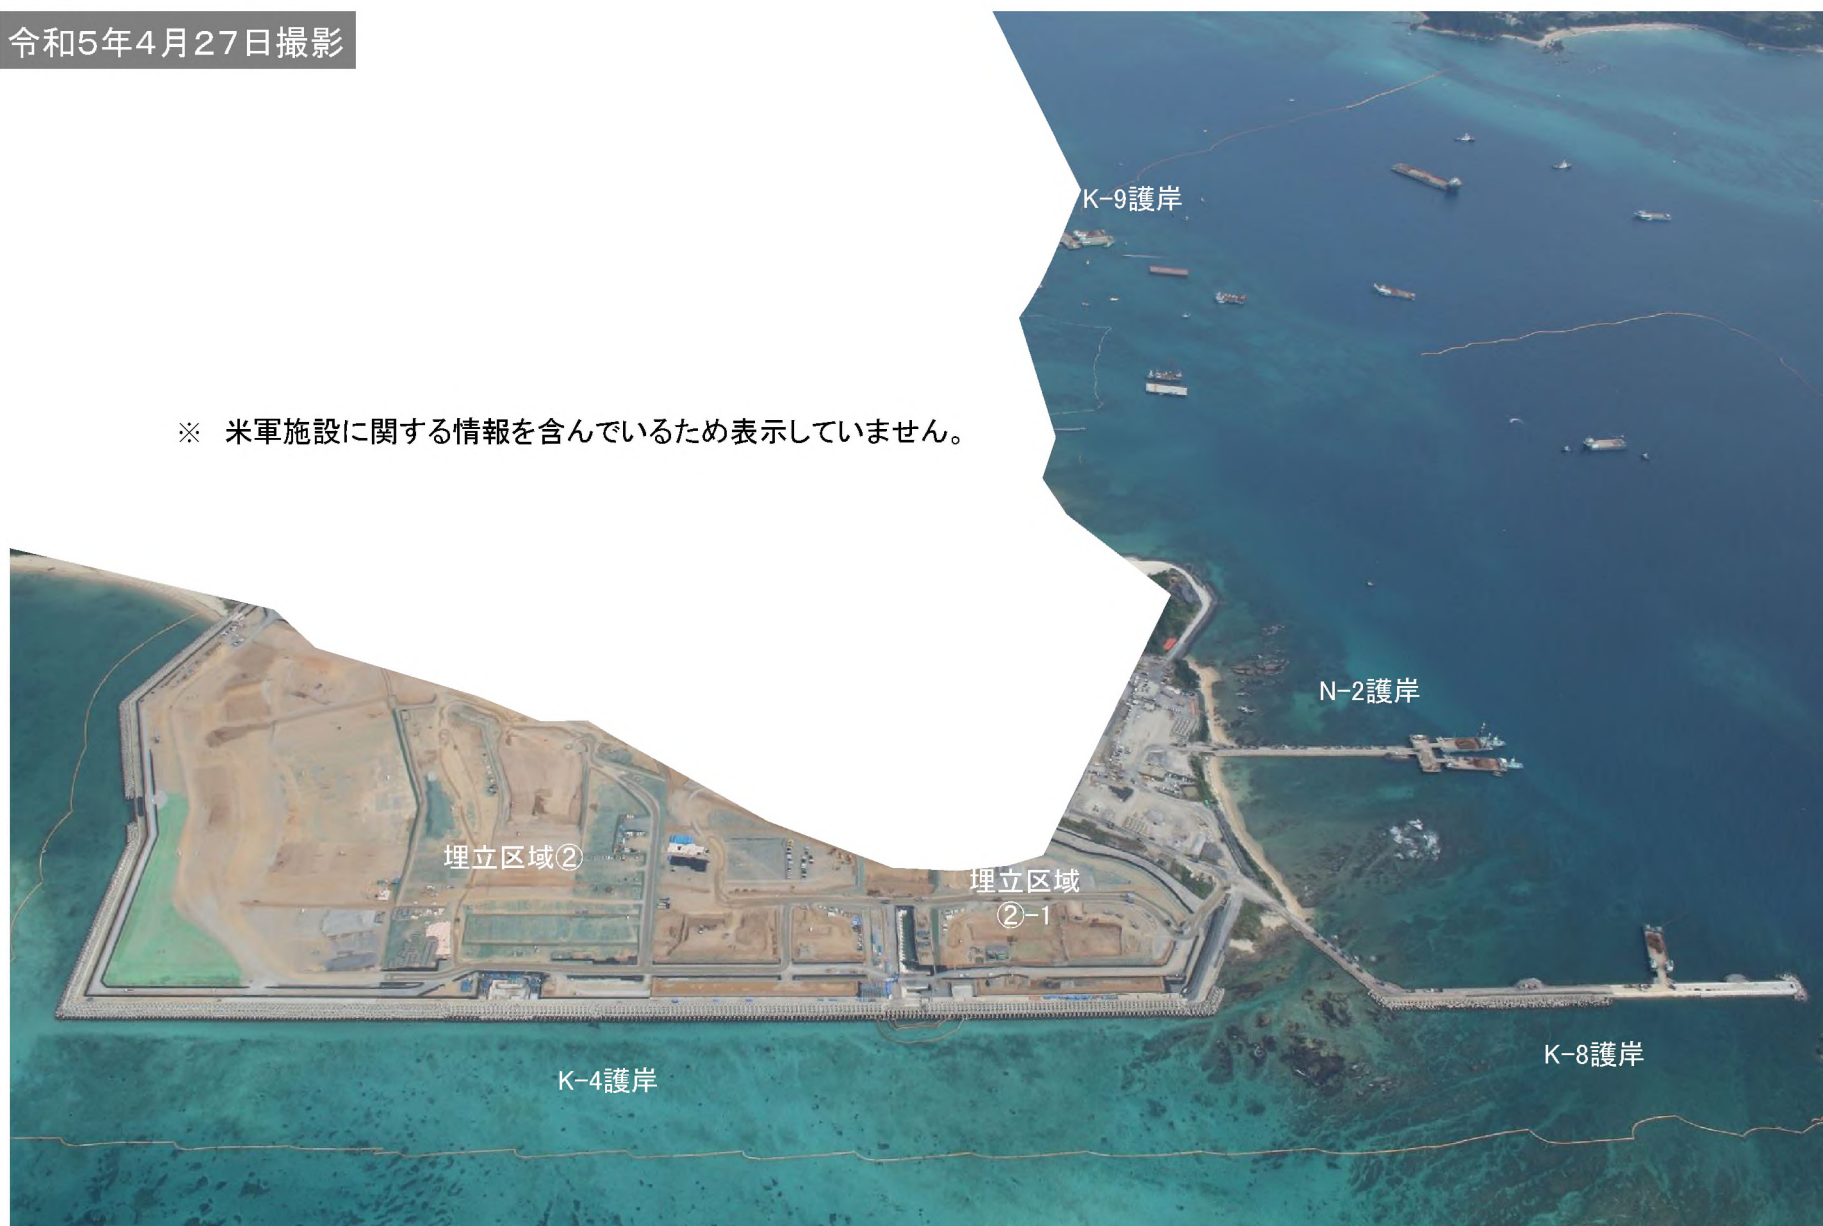 令和5年4月27日撮影
K-9護岸
※ 米軍施設に関する情報を含んでいるため表示していません。
N-2護岸
埋立区域②
埋立区域
②-1
K-8護岸
K-4護岸